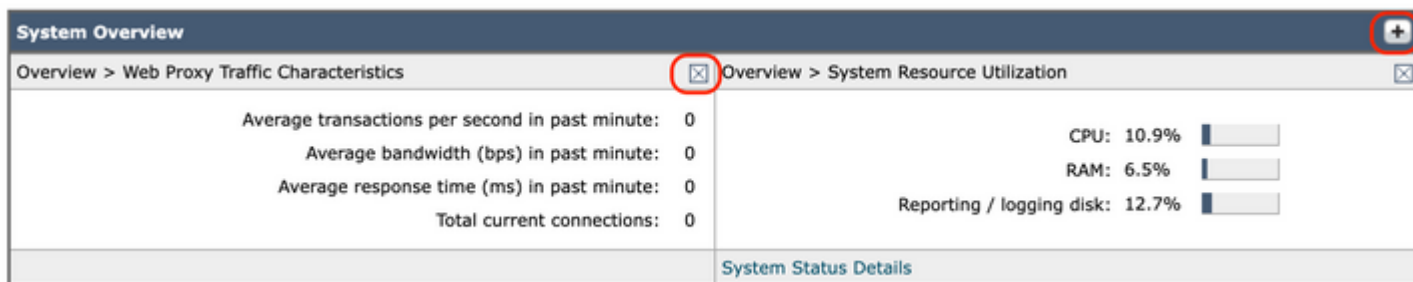 System Overview
Overview > Web Proxy Traffic Characteristics
Average transactions per second in past minute: 0
Average bandwidth (bps) in past minute: 0
Average response time (ms) in past minute: 0
Total current connections: 0
Overview > System Resource Utilization
CPU: 10.9%
RAM: 6.5%
Reporting / logging disk: 12.7%
System Status Details